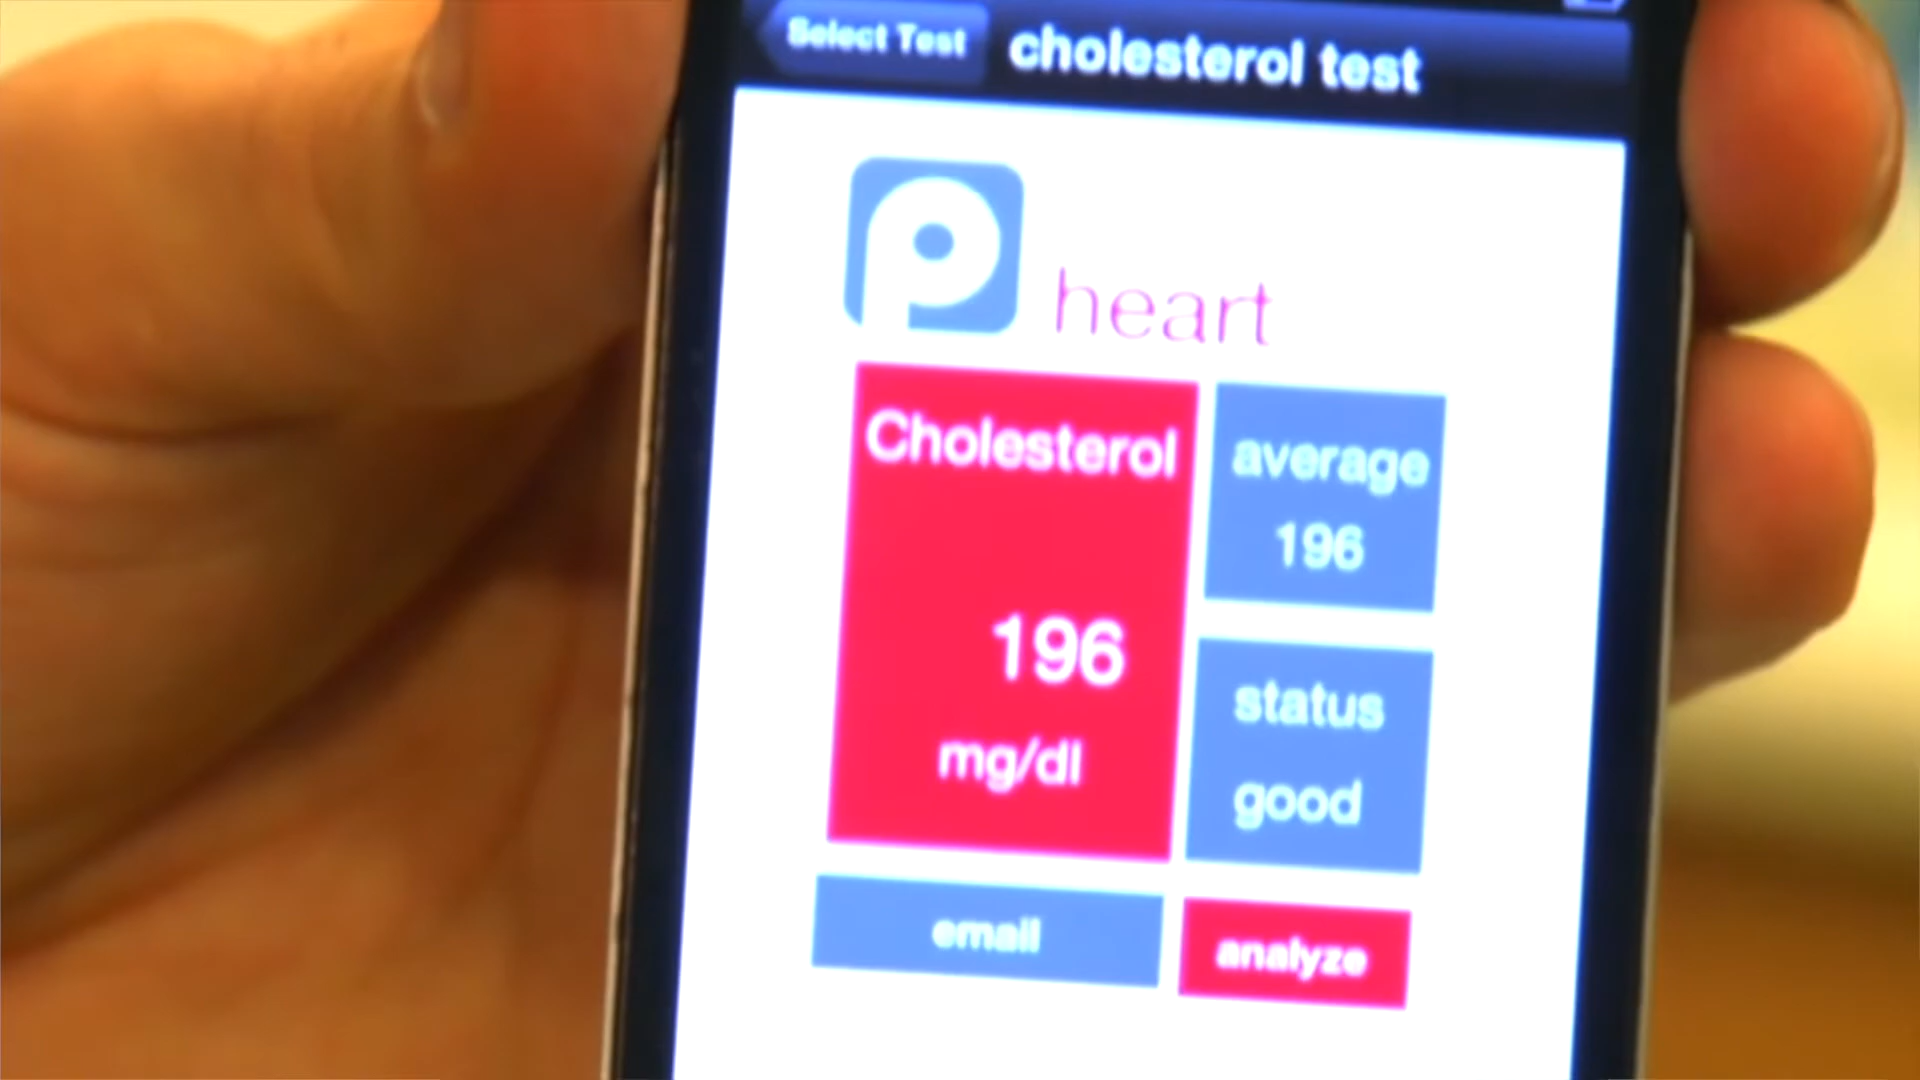 Select Test
cholesterol test
p heart
Cholesterol
196
mg/dl
average
196
status
good
email
analyze